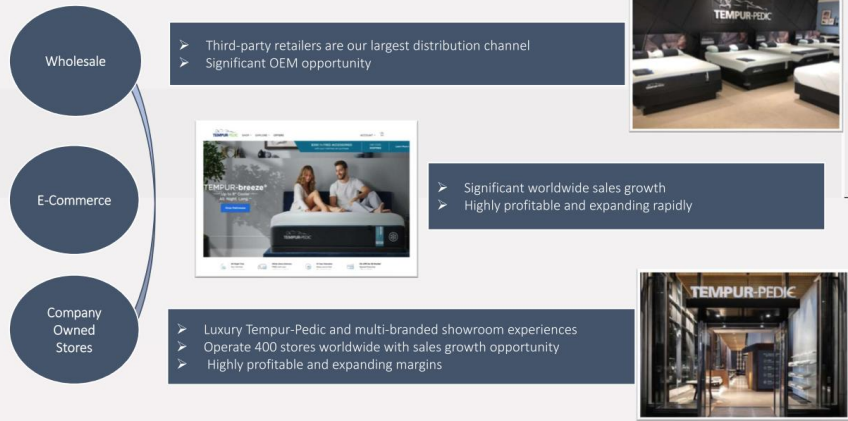 Wholesale
Third-party retailers are our largest distribution channel
Significant OEM opportunity
TEMPUR-PEDIC
E-Commerce
TEMPUR-breeze°
Significant worldwide sales growth
Highly profitable and expanding rapidly
Company
Owned
Stores
Luxury Tempur-Pedic and multi-branded showroom experiences
Operate 400 stores worldwide with sales growth opportunity
Highly profitable and expanding margins
TEMPUR-PEDIC